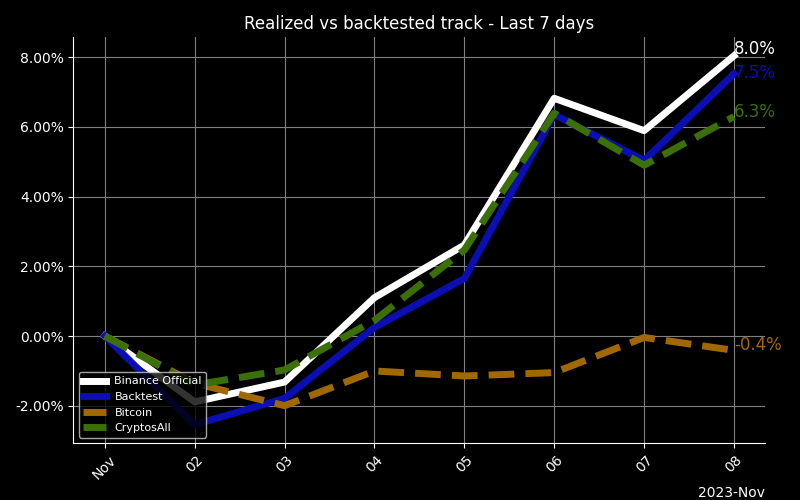 Realized vs backtested track - Last 7 days
8.00%
6.00%
4.00%
2.00%
0.00%
-2.00%
8.0%
7.5%
6.3%
-0.4%
Binance Official
Backtest
Bitcoin
CryptosAll
Nov
02
03
04
05
06
07
08
2023-Nov